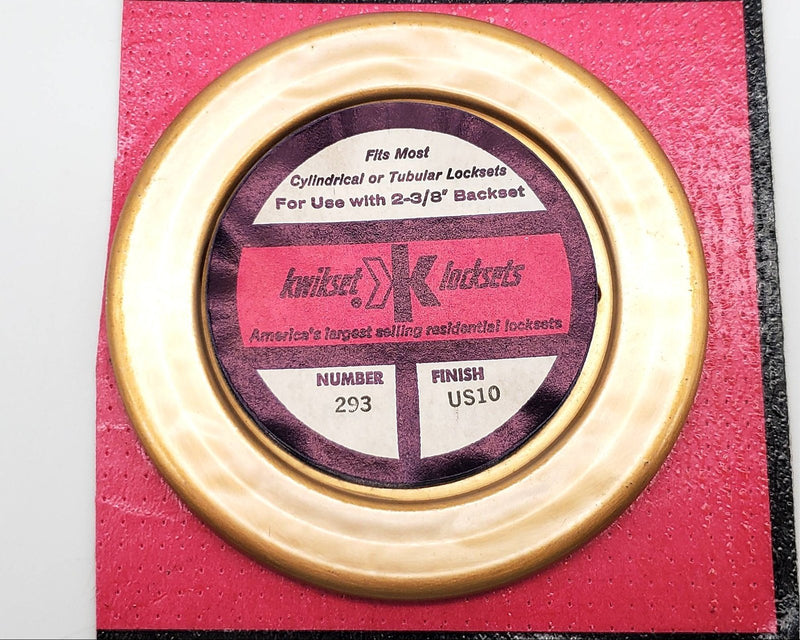 Fits Most
Cylindrical or Tubular Locksets
For Use with 2-3/8" Backset
kwikset® K locksets
America's largest selling residential locksets
NUMBER FINISH
293 US10